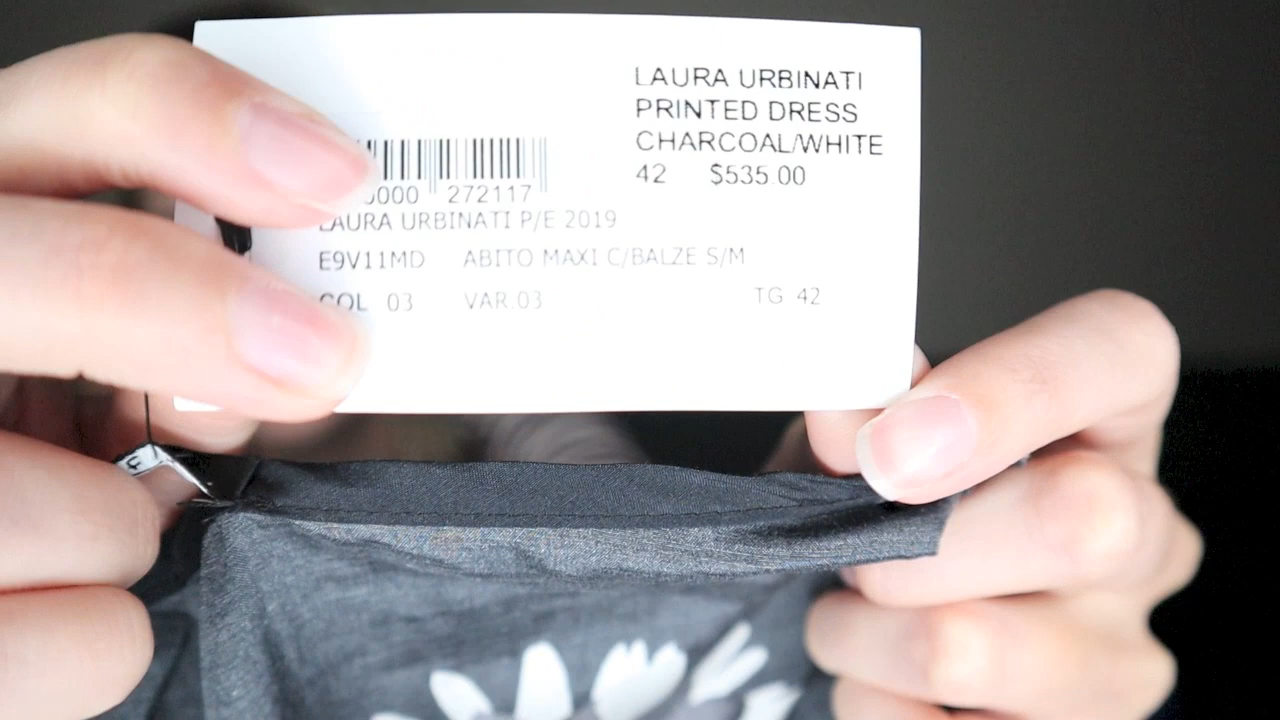 LAURA URBINATI
PRINTED DRESS
CHARCOAL/WHITE
42 $535.00
0000 272117
LAURA URBINATI P/E 2019
E9V11MD ABITO MAXI C/BALZE S/M
COL 03 VAR.03 TG 42